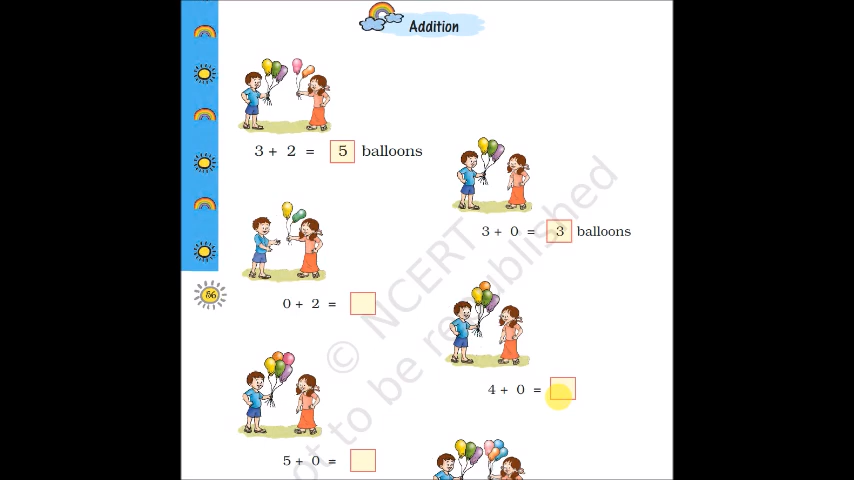 Addition
3 + 2 = 5 balloons
3 + 0 = 3 balloons
0 + 2 =
56
4 + 0 =
5 + 0 =
© NCERT
not to be republished